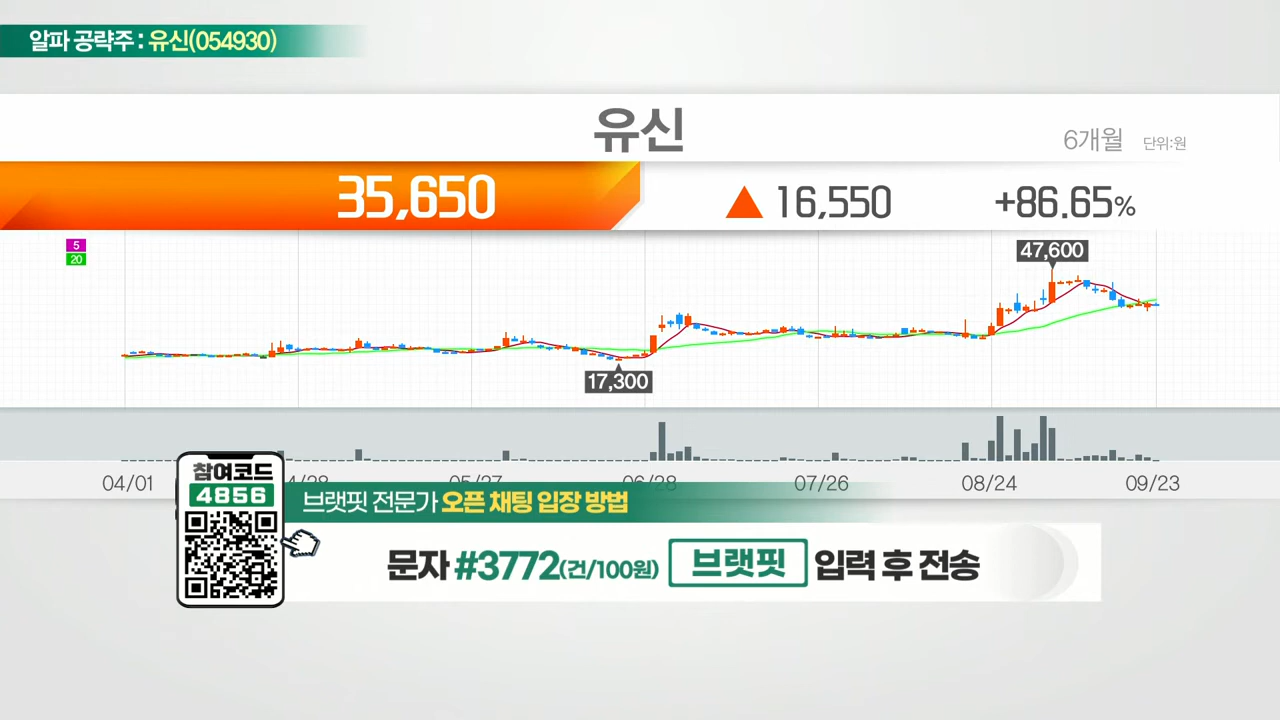 알파 공략주 : 유신(054930)
유신
6개월 단위:원
35,650 ▲ 16,550 +86.65%
5
20
47,600
17,300
04/01 4/28 05/27 06/28 07/26 08/24 09/23
참여코드
4856
브랫핏 전문가 오픈 채팅 입장 방법
문자 #3772(건/100원) 브랫핏 입력 후 전송